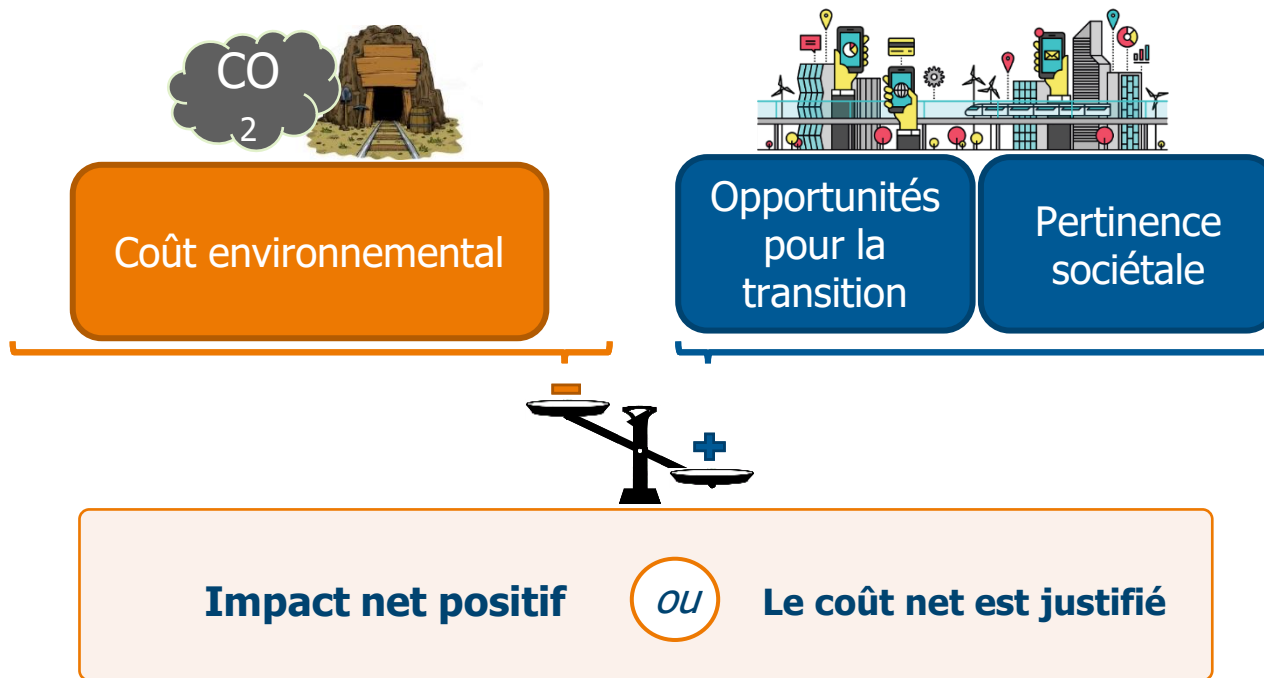 CO
2
Coût environnemental
Opportunités
pour la
transition
Pertinence
sociétale
Impact net positif
ou
Le coût net est justifié